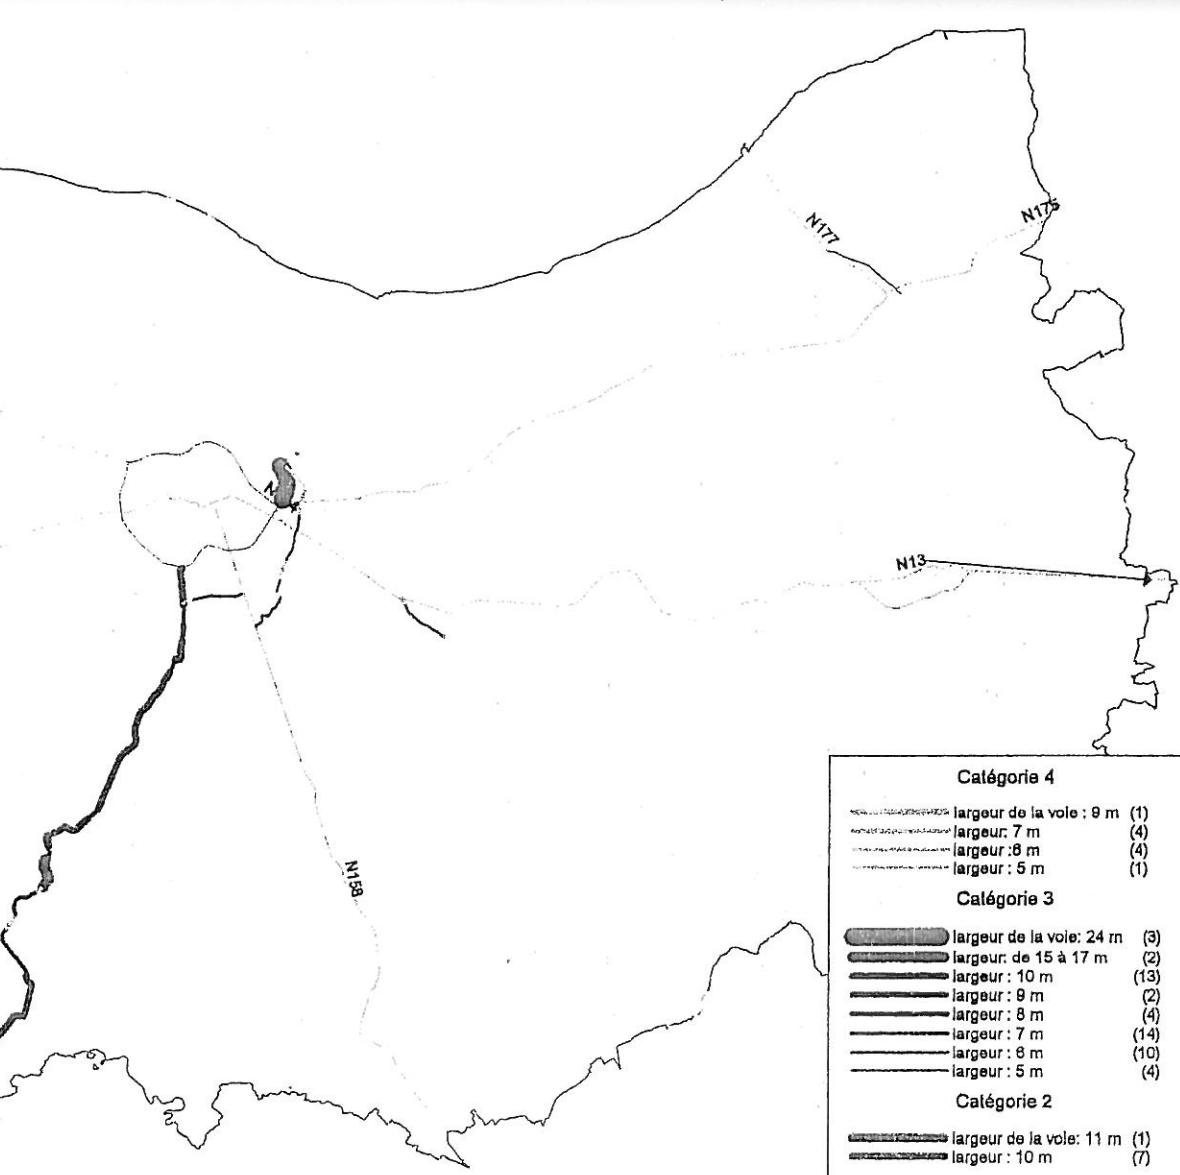 N177
N175
N13
N158
Catégorie 4
largeur de la voie : 9 m (1)
largeur: 7 m (4)
largeur :6 m (4)
largeur : 5 m (1)
Catégorie 3
largeur de la voie: 24 m (3)
largeur: de 15 à 17 m (2)
largeur : 10 m (13)
largeur : 9 m (2)
largeur : 8 m (4)
largeur : 7 m (14)
largeur : 6 m (10)
largeur : 5 m (4)
Catégorie 2
largeur de la voie: 11 m (1)
largeur : 10 m (7)